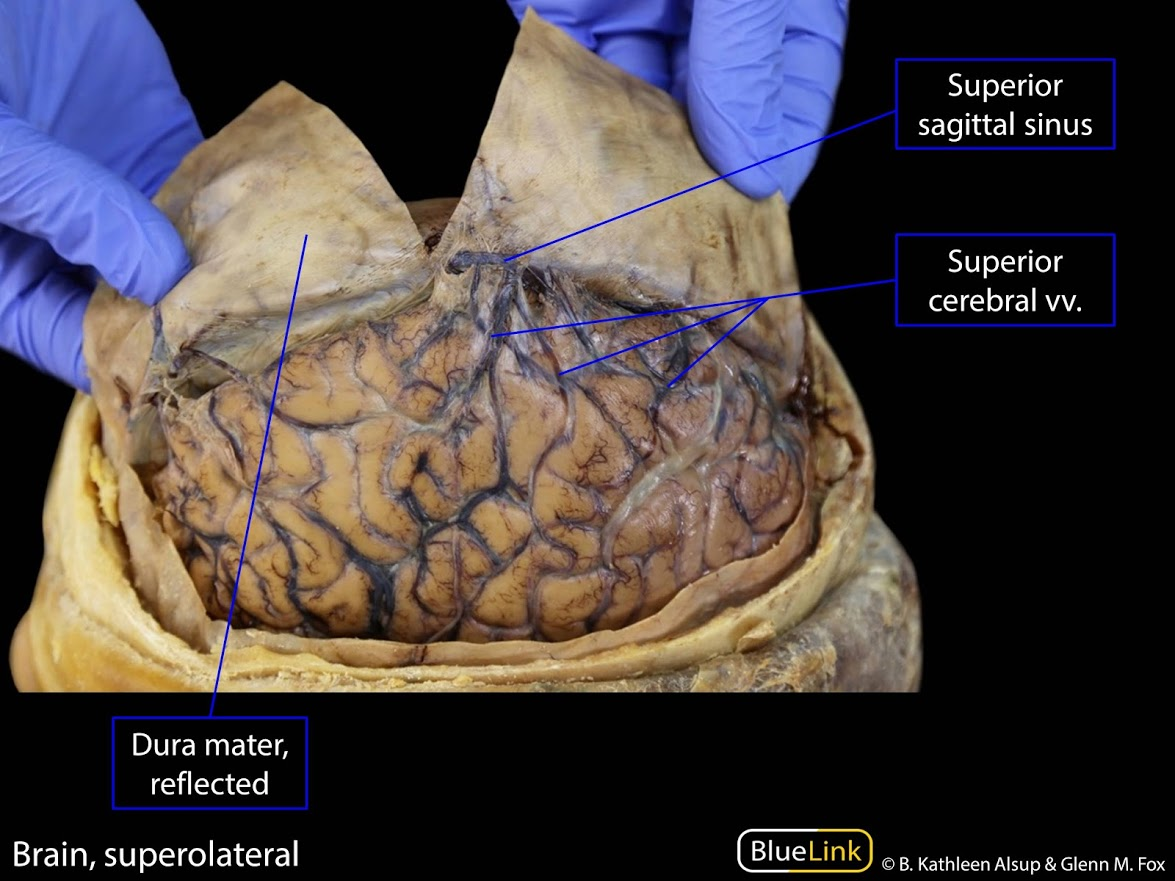 Superior
sagittal sinus
Superior
cerebral vv.
Dura mater,
reflected
Brain, superolateral
BlueLink
© B. Kathleen Alsup & Glenn M. Fox